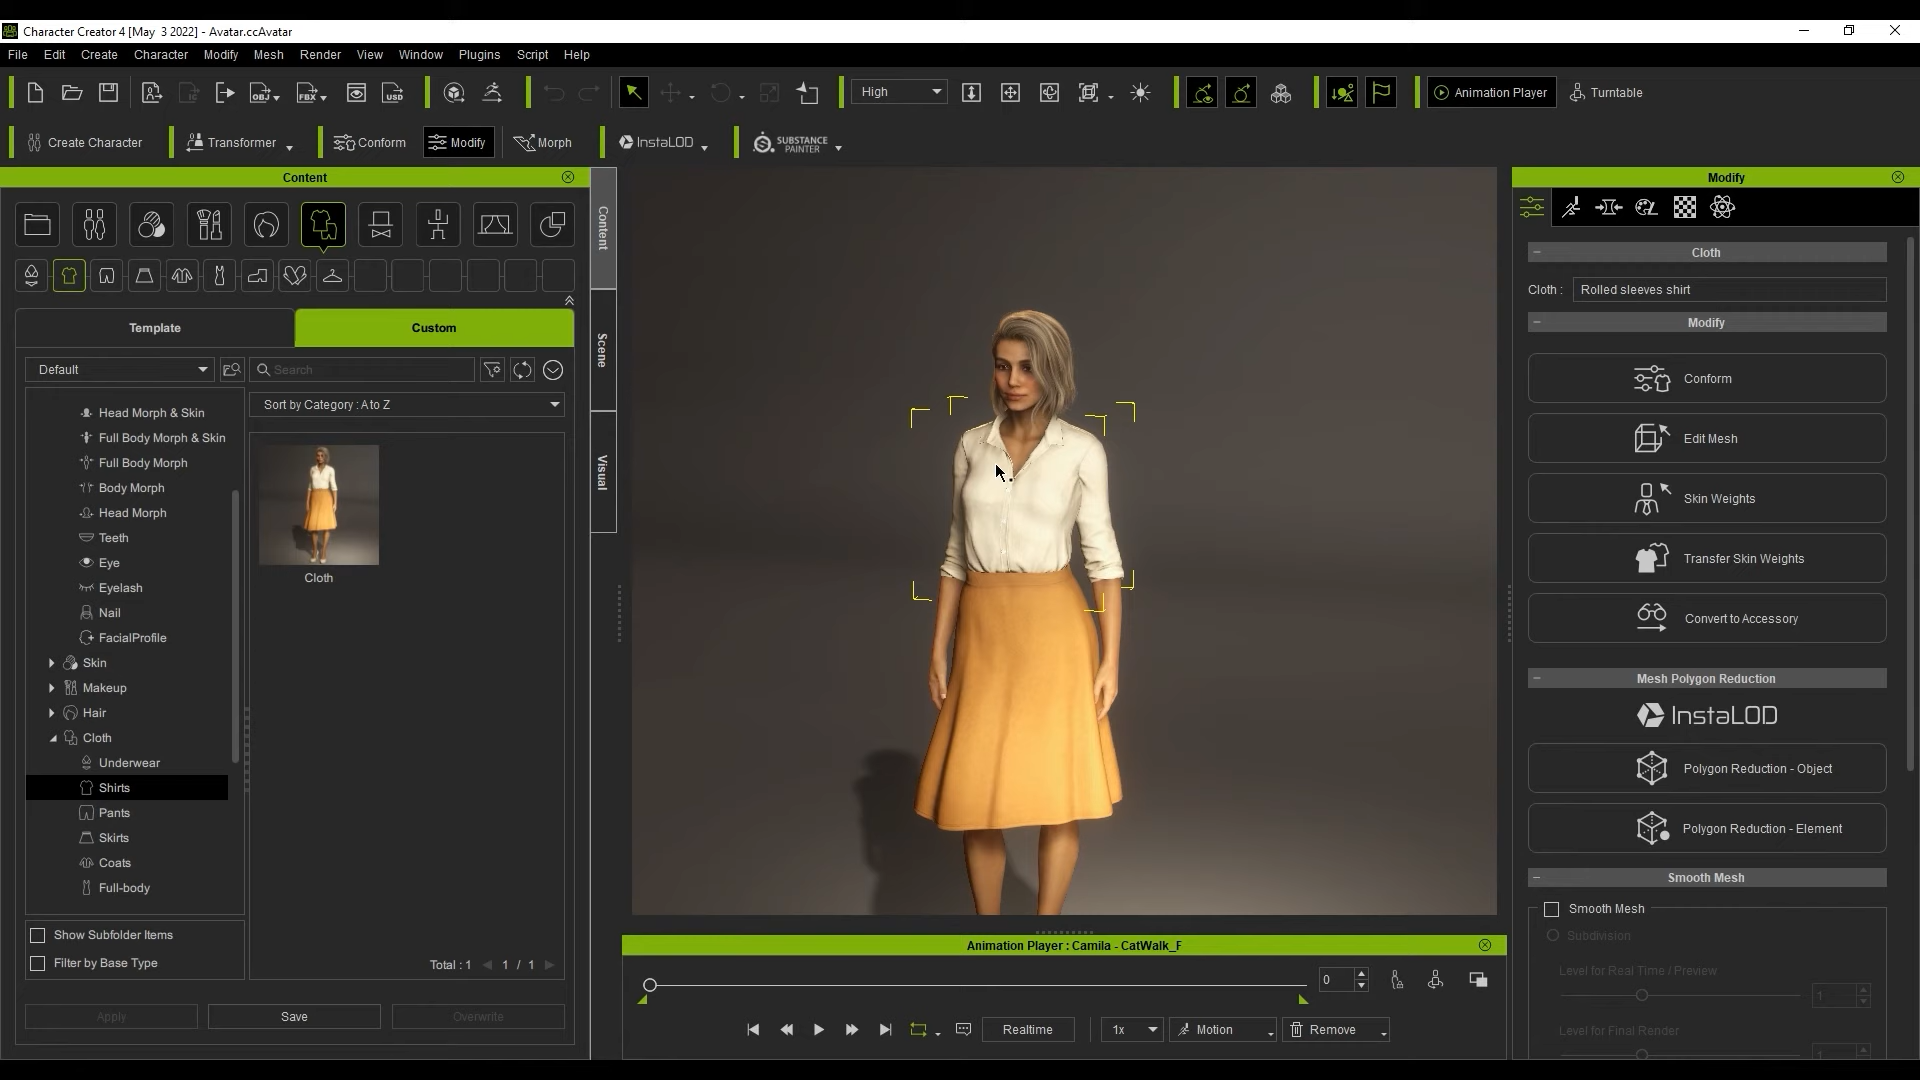 Character Creator 4 [May  3 2022] - Avatar.ccAvatar
File Edit Create Character Modify Mesh Render View Window Plugins Script Help
OBJ FBX USD High Animation Player Turntable
Create Character Transformer Conform Modify Morph InstaLOD SUBSTANCE PAINTER
Content
Content
Scene
Visual
Template Custom
Default Search
Sort by Category : A to Z
Head Morph & Skin
Full Body Morph & Skin
Full Body Morph
Body Morph
Head Morph
Teeth
Eye
Eyelash
Nail
FacialProfile
Skin
Makeup
Hair
Cloth
Underwear
Shirts
Pants
Skirts
Coats
Full-body
Cloth
Show Subfolder Items
Filter by Base Type
Total : 1 1 / 1
Apply Save Overwrite
Animation Player : Camila - CatWalk_F
0
Realtime 1x Motion Remove
Modify
Cloth
Cloth : Rolled sleeves shirt
Modify
Conform
Edit Mesh
Skin Weights
Transfer Skin Weights
Convert to Accessory
Mesh Polygon Reduction
InstaLOD
Polygon Reduction - Object
Polygon Reduction - Element
Smooth Mesh
Smooth Mesh
Subdivision
Level for Real Time / Preview
1
Level for Final Render
1